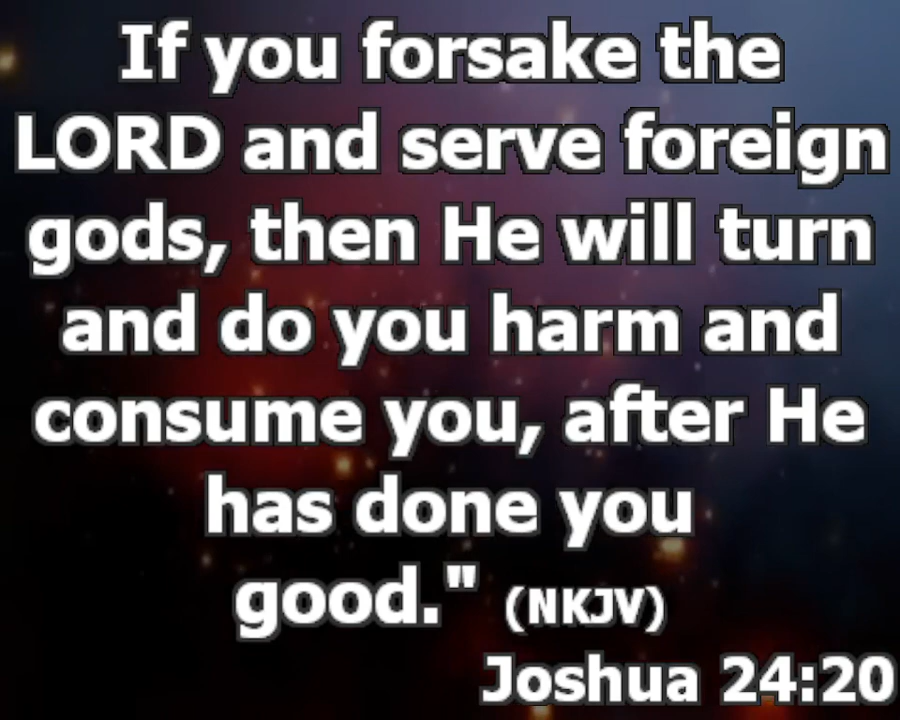 If you forsake the
LORD and serve foreign
gods, then He will turn
and do you harm and
consume you, after He
has done you
good." (NKJV)
Joshua 24:20